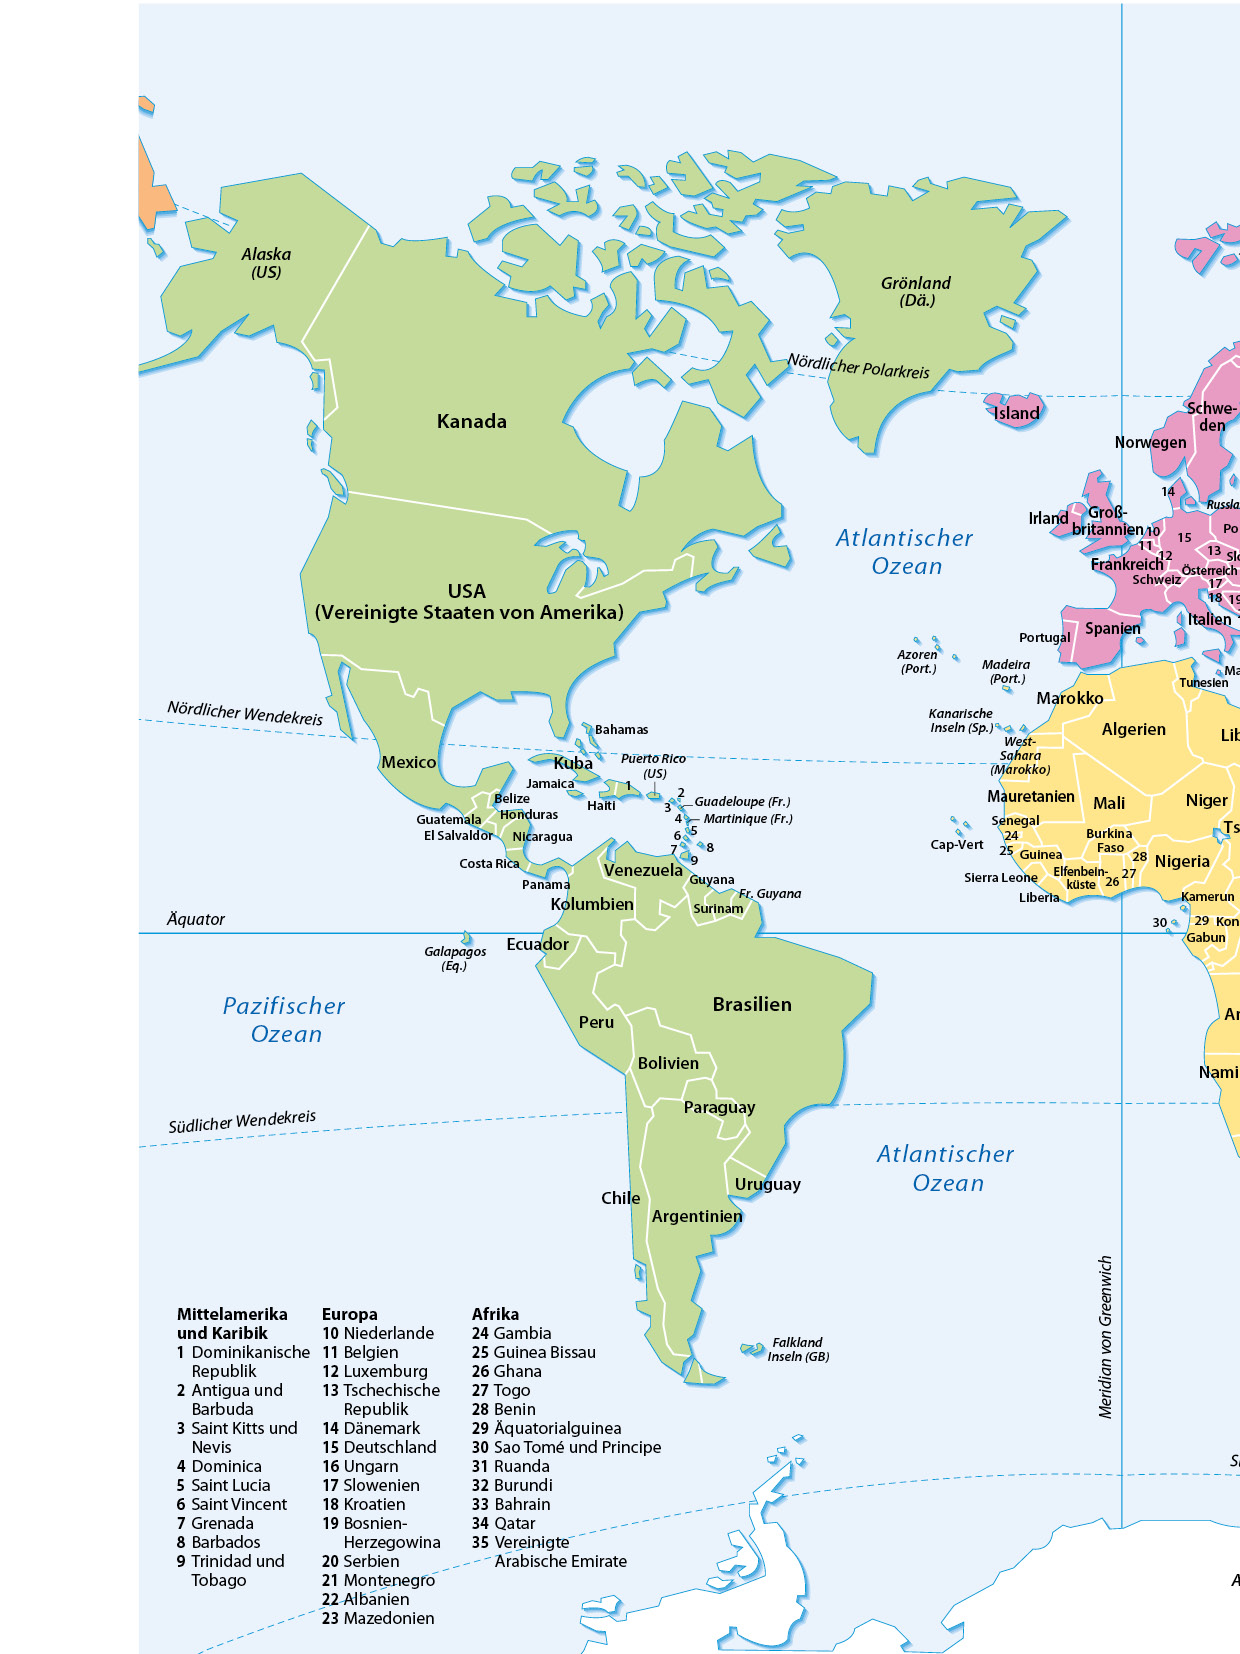 Alaska
(US)
Grönland
(Dä.)
Nördlicher Polarkreis
Kanada
Island
Schwe-
den
Norwegen
14
Russla
Irland
Groß-
britannien
10
11
12
15
Po
13
Slo
Frankreich
Österreich
Schweiz
17
18
19
Italien
Atlantischer
Ozean
USA
(Vereinigte Staaten von Amerika)
Portugal
Spanien
Azoren
(Port.)
Madeira
(Port.)
Ma
Tunesien
Marokko
Nördlicher Wendekreis
Kanarische
Inseln (Sp.)
Algerien
Lib
West-
Sahara
(Marokko)
Bahamas
Mexico
Kuba
Puerto Rico
(US)
Jamaica
1
2
Haiti
3
Guadeloupe (Fr.)
4
Martinique (Fr.)
5
6
7
8
9
Belize
Honduras
Guatemala
El Salvaldor
Nicaragua
Costa Rica
Panama
Mauretanien
Mali
Niger
Ts
Senegal
24
25
Guinea
Burkina
Faso
28
Nigeria
Cap-Vert
Sierra Leone
Elfenbein-
küste
26
27
Liberia
Kamerun
Venezuela
Guyana
Fr. Guyana
Kolumbien
Surinam
Äquator
30
29
Kon
Gabun
Ecuador
Galapagos
(Eq.)
Pazifischer
Ozean
Brasilien
Peru
An
Bolivien
Nami
Paraguay
Südlicher Wendekreis
Atlantischer
Ozean
Uruguay
Chile
Argentinien
Meridian von Greenwich
Falkland
Inseln (GB)
Mittelamerika
und Karibik
1 Dominikanische
Republik
2 Antigua und
Barbuda
3 Saint Kitts und
Nevis
4 Dominica
5 Saint Lucia
6 Saint Vincent
7 Grenada
8 Barbados
9 Trinidad und
Tobago
Europa
10 Niederlande
11 Belgien
12 Luxemburg
13 Tschechische
Republik
14 Dänemark
15 Deutschland
16 Ungarn
17 Slowenien
18 Kroatien
19 Bosnien-
Herzegowina
20 Serbien
21 Montenegro
22 Albanien
23 Mazedonien
Afrika
24 Gambia
25 Guinea Bissau
26 Ghana
27 Togo
28 Benin
29 Äquatorialguinea
30 Sao Tomé und Principe
31 Ruanda
32 Burundi
33 Bahrain
34 Qatar
35 Vereinigte
Arabische Emirate